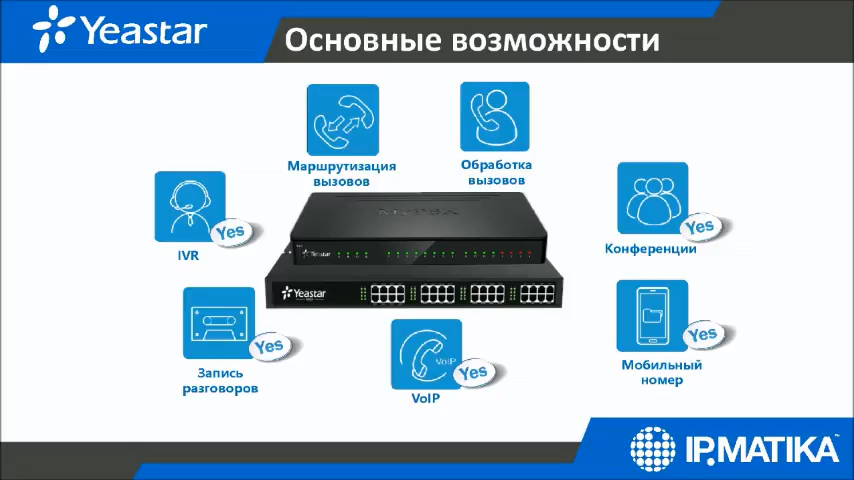 Yeastar
Основные возможности
Маршрутизация
вызовов
Обработка
вызовов
IVR
Yes
Конференции
Yes
MyPBX
Yeastar
Yeastar
Запись
разговоров
Yes
VoIP
VoIP
Yes
Мобильный
номер
Yes
IP.MATIKA